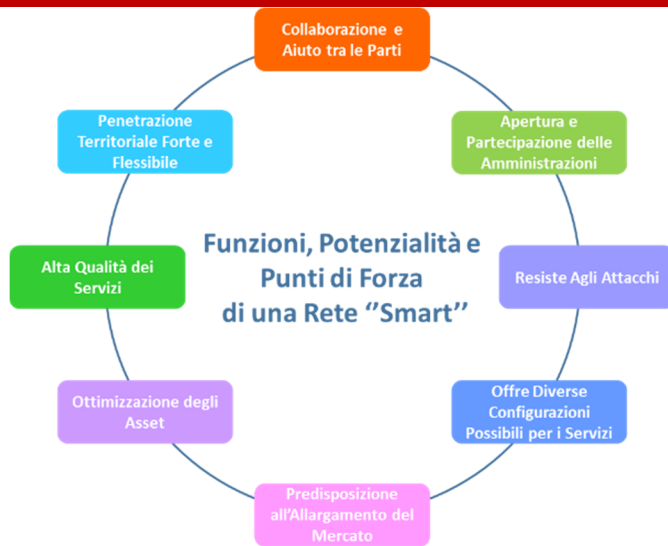 Collaborazione e
Aiuto tra le Parti
Apertura e
Partecipazione delle
Amministrazioni
Resiste Agli Attacchi
Offre Diverse
Configurazioni
Possibili per i Servizi
Predisposizione
all'Allargamento del
Mercato
Ottimizzazione degli
Asset
Alta Qualità dei
Servizi
Penetrazione
Territoriale Forte e
Flessibile
Funzioni, Potenzialità e
Punti di Forza
di una Rete ‘‘Smart’’